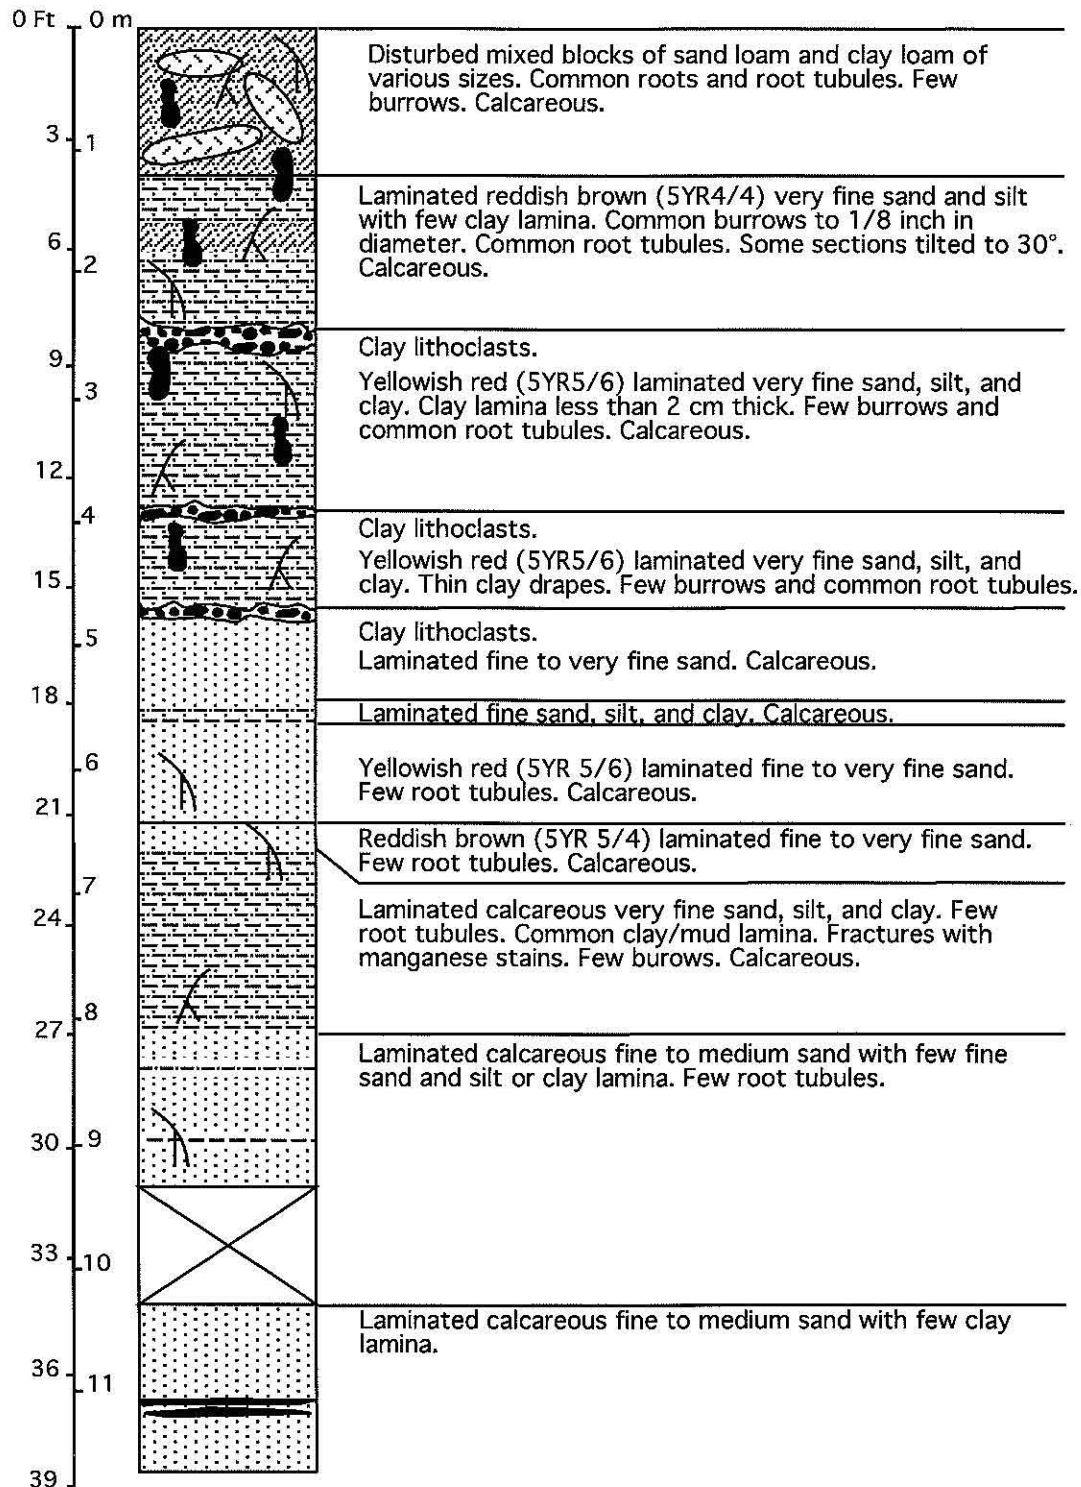 0 Ft 0 m
Disturbed mixed blocks of sand loam and clay loam of
various sizes. Common roots and root tubules. Few
burrows. Calcareous.
3 1
Laminated reddish brown (5YR4/4) very fine sand and silt
with few clay lamina. Common burrows to 1/8 inch in
diameter. Common root tubules. Some sections tilted to 30°.
Calcareous.
6 2
Clay lithoclasts.
9 3
Yellowish red (5YR5/6) laminated very fine sand, silt, and
clay. Clay lamina less than 2 cm thick. Few burrows and
common root tubules. Calcareous.
12 4
Clay lithoclasts.
Yellowish red (5YR5/6) laminated very fine sand, silt, and
clay. Thin clay drapes. Few burrows and common root tubules.
15 5
Clay lithoclasts.
Laminated fine to very fine sand. Calcareous.
18
Laminated fine sand, silt, and clay. Calcareous.
6
Yellowish red (5YR 5/6) laminated fine to very fine sand.
Few root tubules. Calcareous.
21
Reddish brown (5YR 5/4) laminated fine to very fine sand.
Few root tubules. Calcareous.
7
Laminated calcareous very fine sand, silt, and clay. Few
root tubules. Common clay/mud lamina. Fractures with
manganese stains. Few burows. Calcareous.
24
8
27
Laminated calcareous fine to medium sand with few fine
sand and silt or clay lamina. Few root tubules.
30 9
33 10
Laminated calcareous fine to medium sand with few clay
lamina.
36 11
39